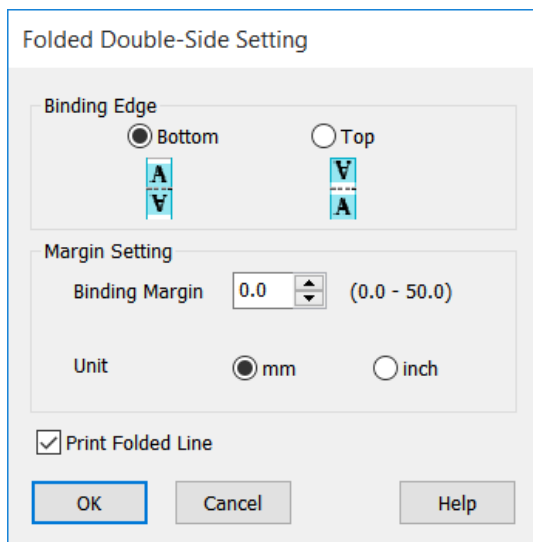 Folded Double-Side Setting
Binding Edge
Bottom Top
A A
A A
Margin Setting
Binding Margin 0.0 (0.0 - 50.0)
Unit mm inch
Print Folded Line
OK Cancel Help